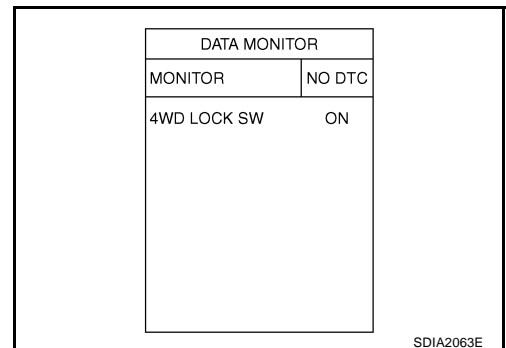 DATA MONITOR
MONITOR NO DTC
4WD LOCK SW ON
SDIA2063E